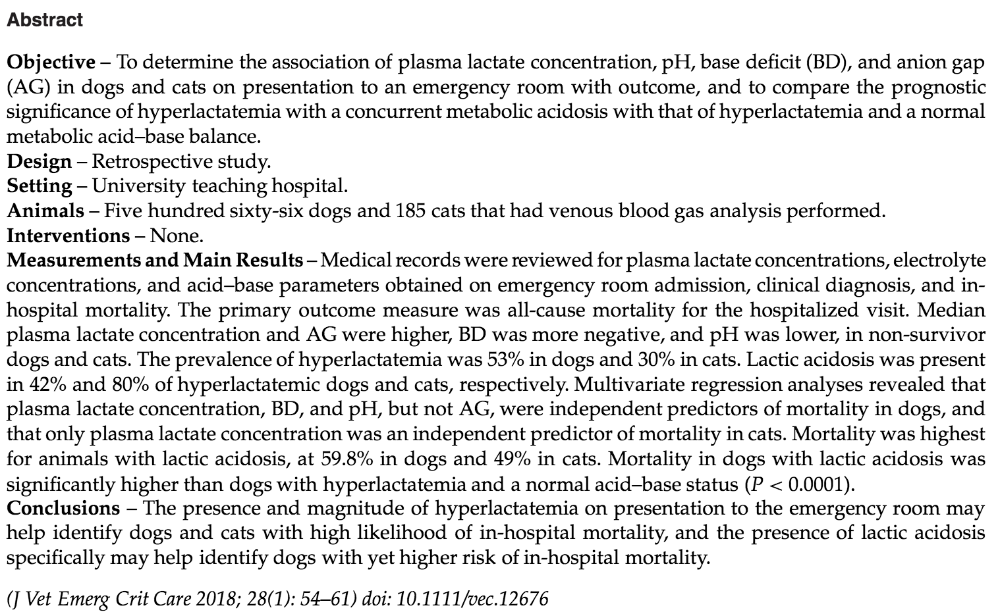 Abstract
Objective – To determine the association of plasma lactate concentration, pH, base deficit (BD), and anion gap
(AG) in dogs and cats on presentation to an emergency room with outcome, and to compare the prognostic
significance of hyperlactatemia with a concurrent metabolic acidosis with that of hyperlactatemia and a normal
metabolic acid–base balance.
Design – Retrospective study.
Setting – University teaching hospital.
Animals – Five hundred sixty-six dogs and 185 cats that had venous blood gas analysis performed.
Interventions – None.
Measurements and Main Results – Medical records were reviewed for plasma lactate concentrations, electrolyte
concentrations, and acid–base parameters obtained on emergency room admission, clinical diagnosis, and in-
hospital mortality. The primary outcome measure was all-cause mortality for the hospitalized visit. Median
plasma lactate concentration and AG were higher, BD was more negative, and pH was lower, in non-survivor
dogs and cats. The prevalence of hyperlactatemia was 53% in dogs and 30% in cats. Lactic acidosis was present
in 42% and 80% of hyperlactatemic dogs and cats, respectively. Multivariate regression analyses revealed that
plasma lactate concentration, BD, and pH, but not AG, were independent predictors of mortality in dogs, and
that only plasma lactate concentration was an independent predictor of mortality in cats. Mortality was highest
for animals with lactic acidosis, at 59.8% in dogs and 49% in cats. Mortality in dogs with lactic acidosis was
significantly higher than dogs with hyperlactatemia and a normal acid–base status (P < 0.0001).
Conclusions – The presence and magnitude of hyperlactatemia on presentation to the emergency room may
help identify dogs and cats with high likelihood of in-hospital mortality, and the presence of lactic acidosis
specifically may help identify dogs with yet higher risk of in-hospital mortality.
(J Vet Emerg Crit Care 2018; 28(1): 54–61) doi: 10.1111/vec.12676